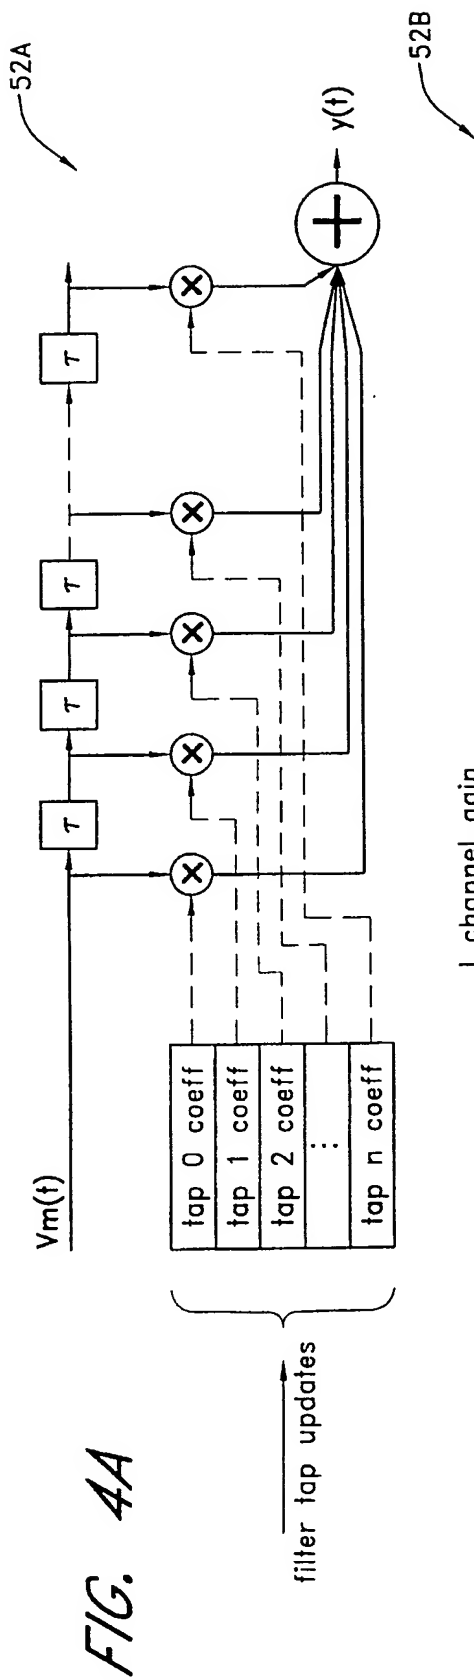 FIG. 4A
52A
Vm(t)
τ
τ
τ
τ
×
×
×
×
×
+
y(t)
tap 0 coeff
tap 1 coeff
tap 2 coeff
...
tap n coeff
filter tap updates
52B
I channel gain